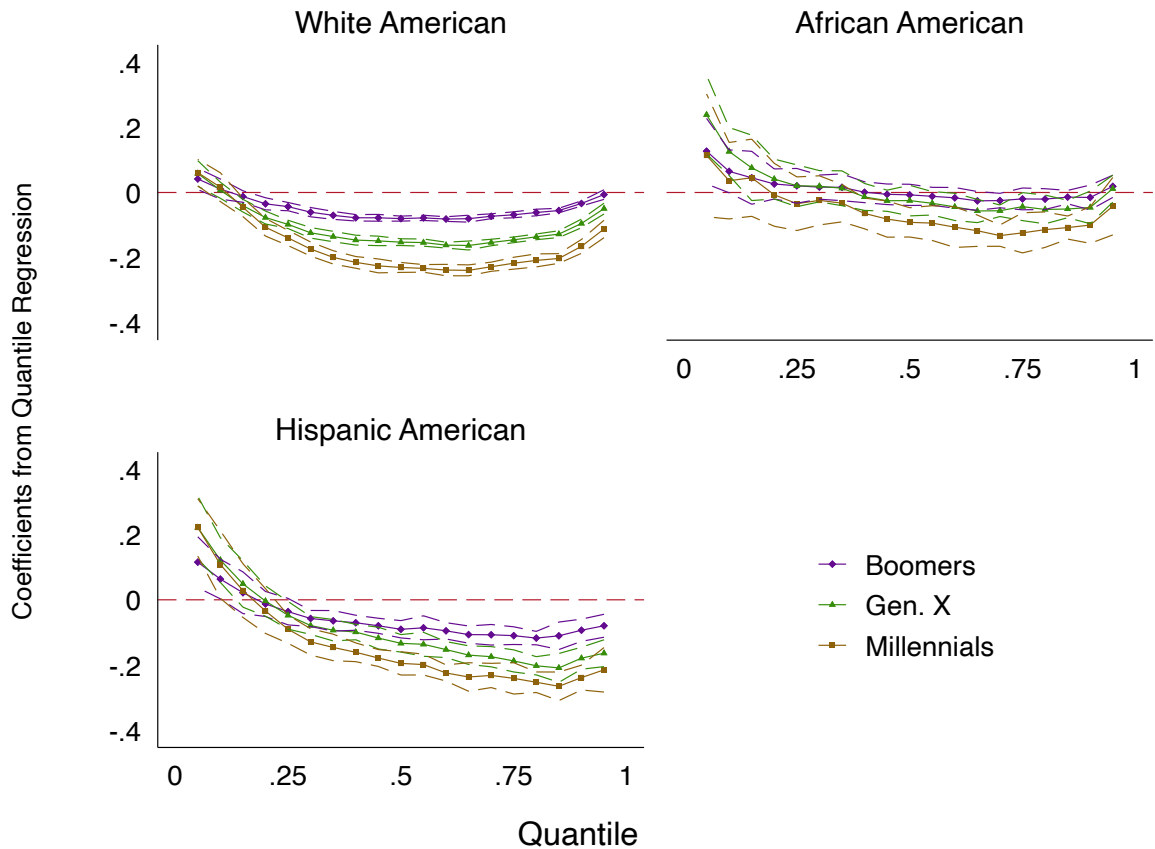 White American
African American
.4
.2
0
-.2
-.4
0 .25 .5 .75 1
Hispanic American
.4
.2
0
-.2
-.4
0 .25 .5 .75 1
Coefficients from Quantile Regression
Quantile
Boomers
Gen. X
Millennials